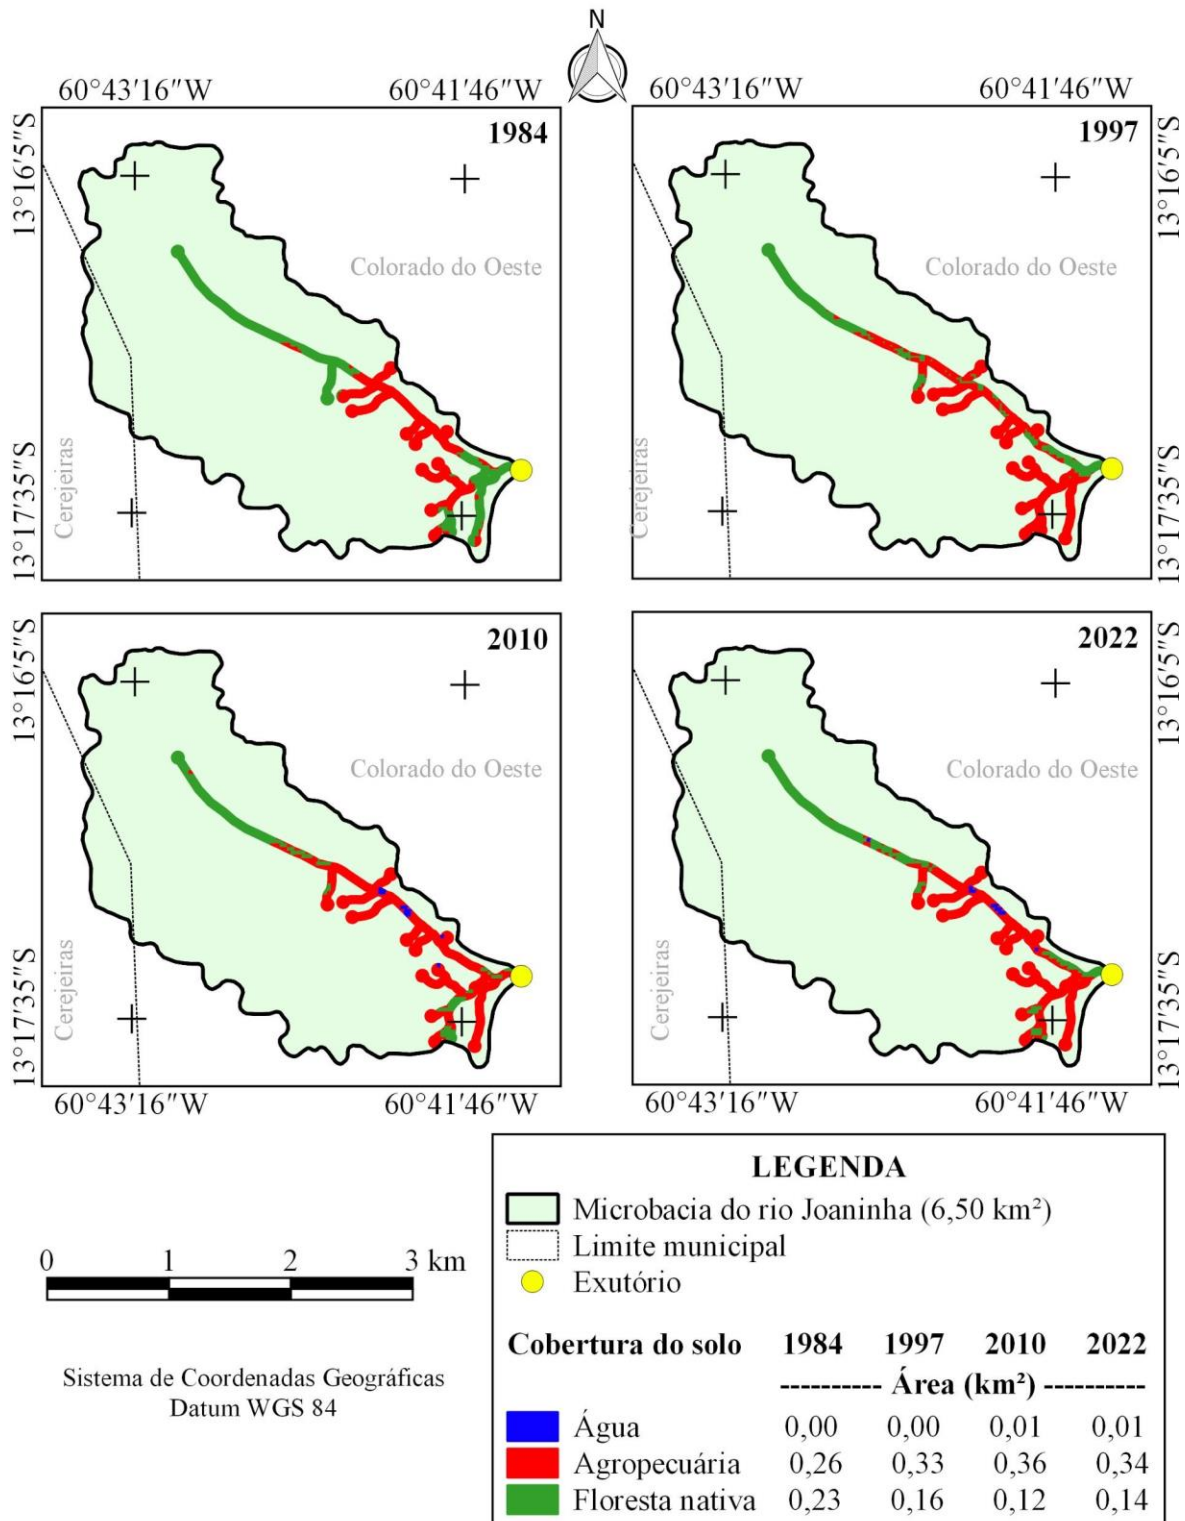 N
60°43'16"W 60°41'46"W 60°43'16"W 60°41'46"W
13°16'5"S 1984 1997 13°16'5"S
Colorado do Oeste Colorado do Oeste
Cerejeiras Cerejeiras
13°17'35"S 13°17'35"S
13°16'5"S 2010 2022 13°16'5"S
Colorado do Oeste Colorado do Oeste
Cerejeiras Cerejeiras
13°17'35"S 13°17'35"S
60°43'16"W 60°41'46"W 60°43'16"W 60°41'46"W
0 1 2 3 km
Sistema de Coordenadas Geográficas
Datum WGS 84
LEGENDA
Microbacia do rio Joaninha (6,50 km²)
Limite municipal
Exutório
Cobertura do solo 1984 1997 2010 2022
---------- Área (km²) ----------
Água 0,00 0,00 0,01 0,01
Agropecuária 0,26 0,33 0,36 0,34
Floresta nativa 0,23 0,16 0,12 0,14